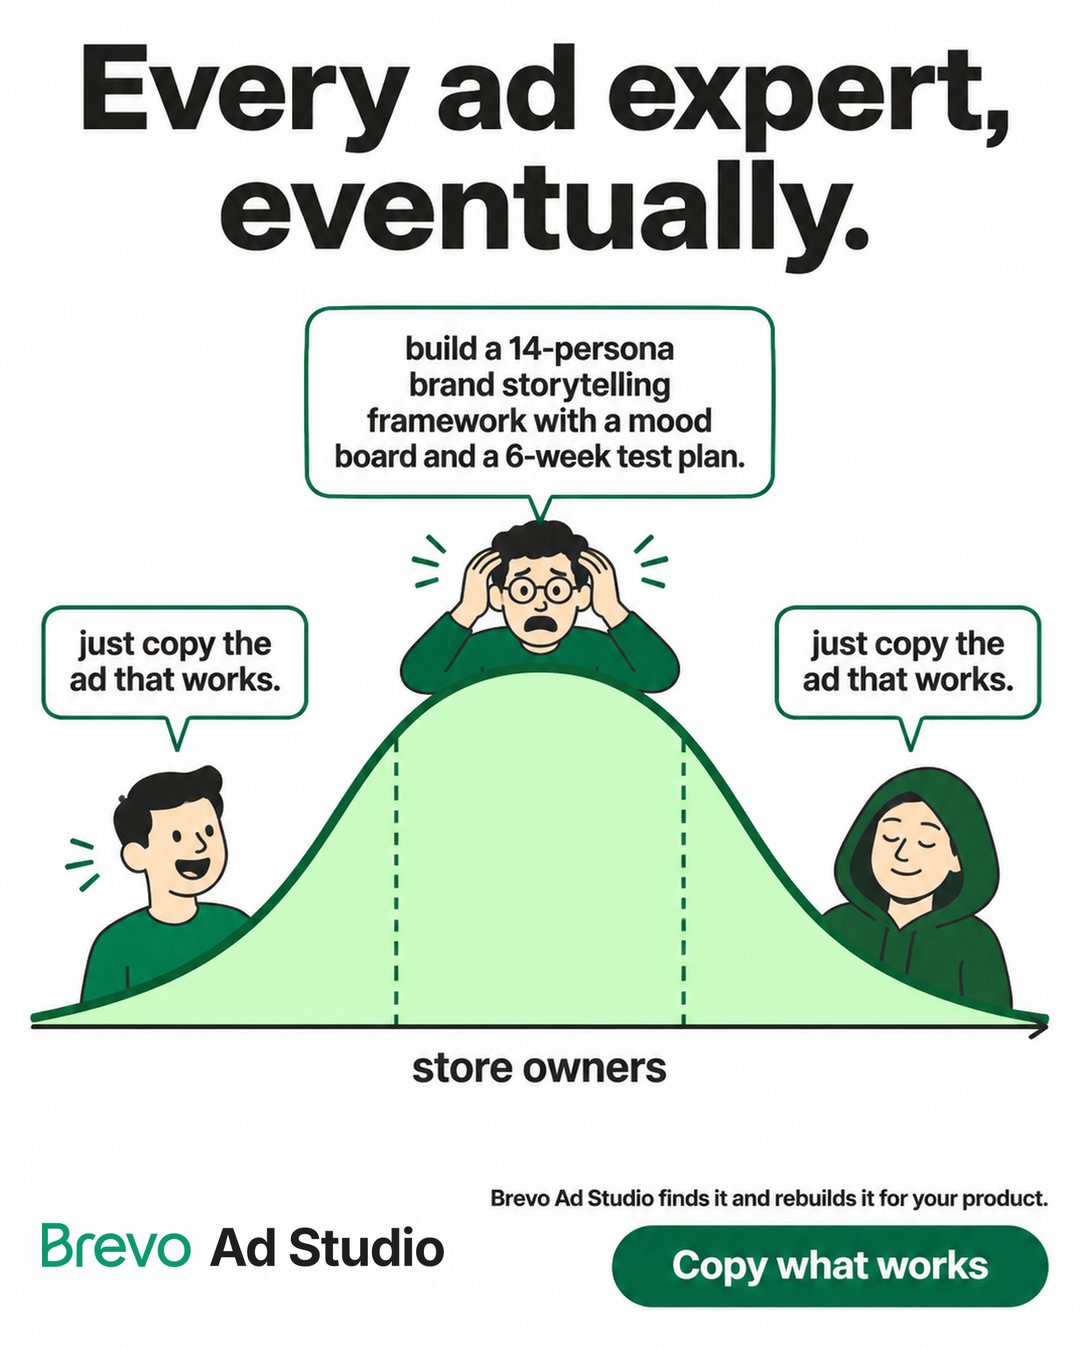 Every ad expert,
eventually.
build a 14-persona
brand storytelling
framework with a mood
board and a 6-week test plan.
just copy the
ad that works.
just copy the
ad that works.
store owners
Brevo Ad Studio finds it and rebuilds it for your product.
Brevo Ad Studio
Copy what works